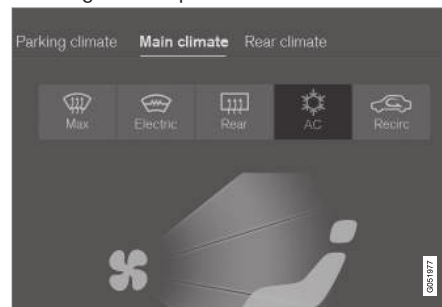 Parking climate Main climate Rear climate
Max Electric Rear AC Recirc
G051977